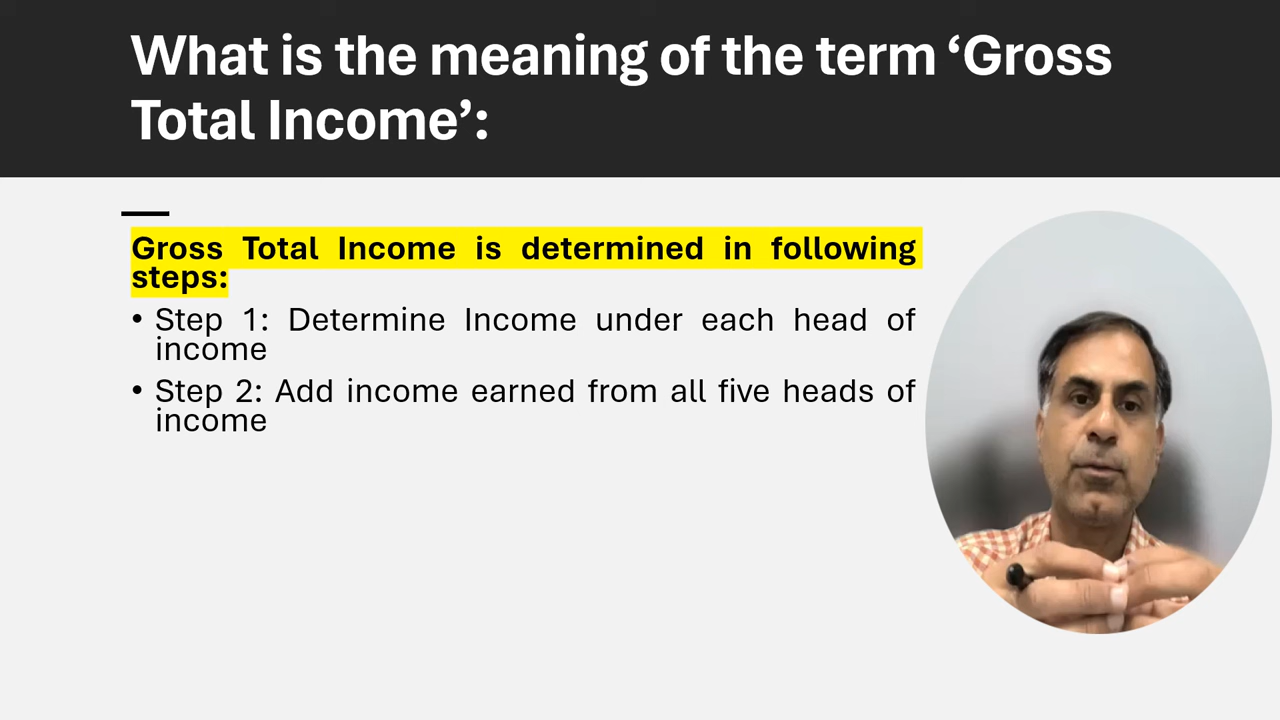 What is the meaning of the term ‘Gross
Total Income’:
Gross Total Income is determined in following
steps:
• Step 1: Determine Income under each head of
income
• Step 2: Add income earned from all five heads of
income